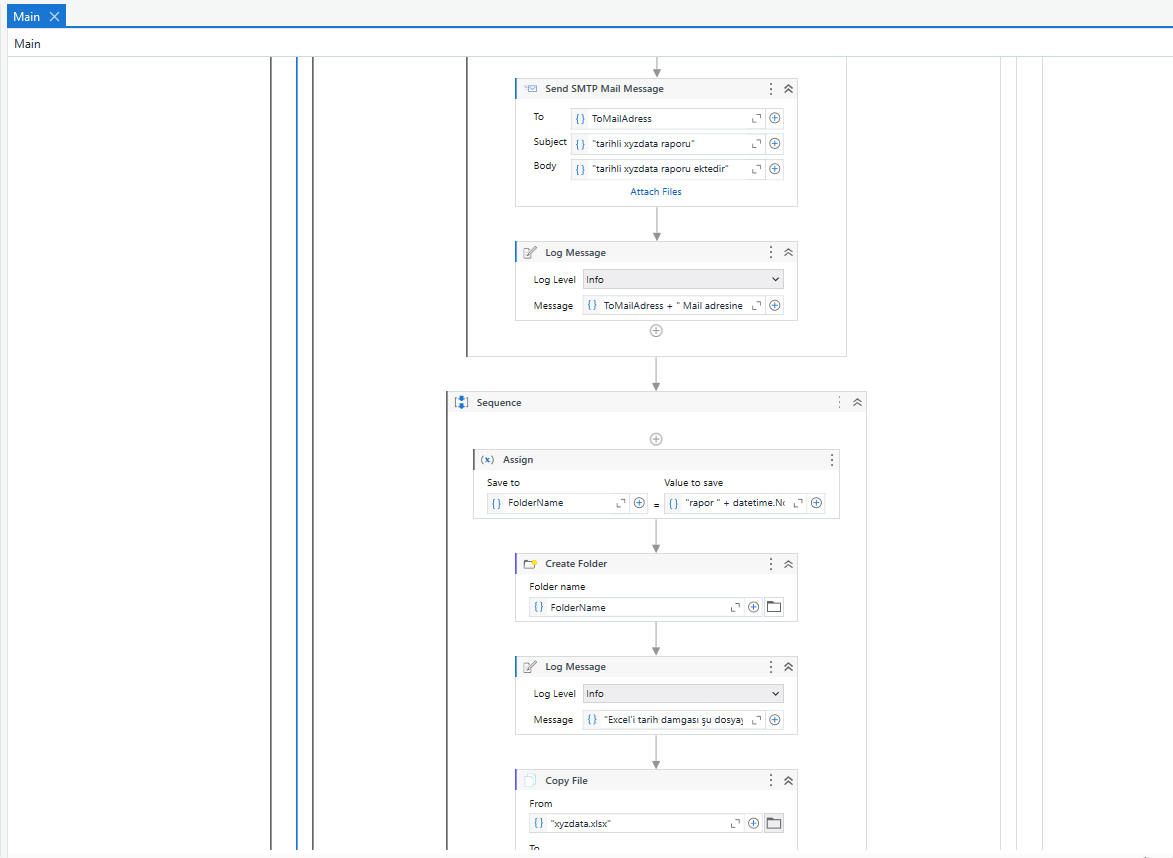 Main
Main
Send SMTP Mail Message
To
{ } ToMailAdress
Subject
{ } "tarihli xyzdata raporu"
Body
{ } "tarihli xyzdata raporu ektedir"
Attach Files
Log Message
Log Level Info
Message { } ToMailAdress + " Mail adresine
Sequence
(x) Assign
Save to Value to save
{ } FolderName = { } "rapor " + datetime.No
Create Folder
Folder name
{ } FolderName
Log Message
Log Level Info
Message { } "Excel'i tarih damgası şu dosyay
Copy File
From
{ } "xyzdata.xlsx"
To